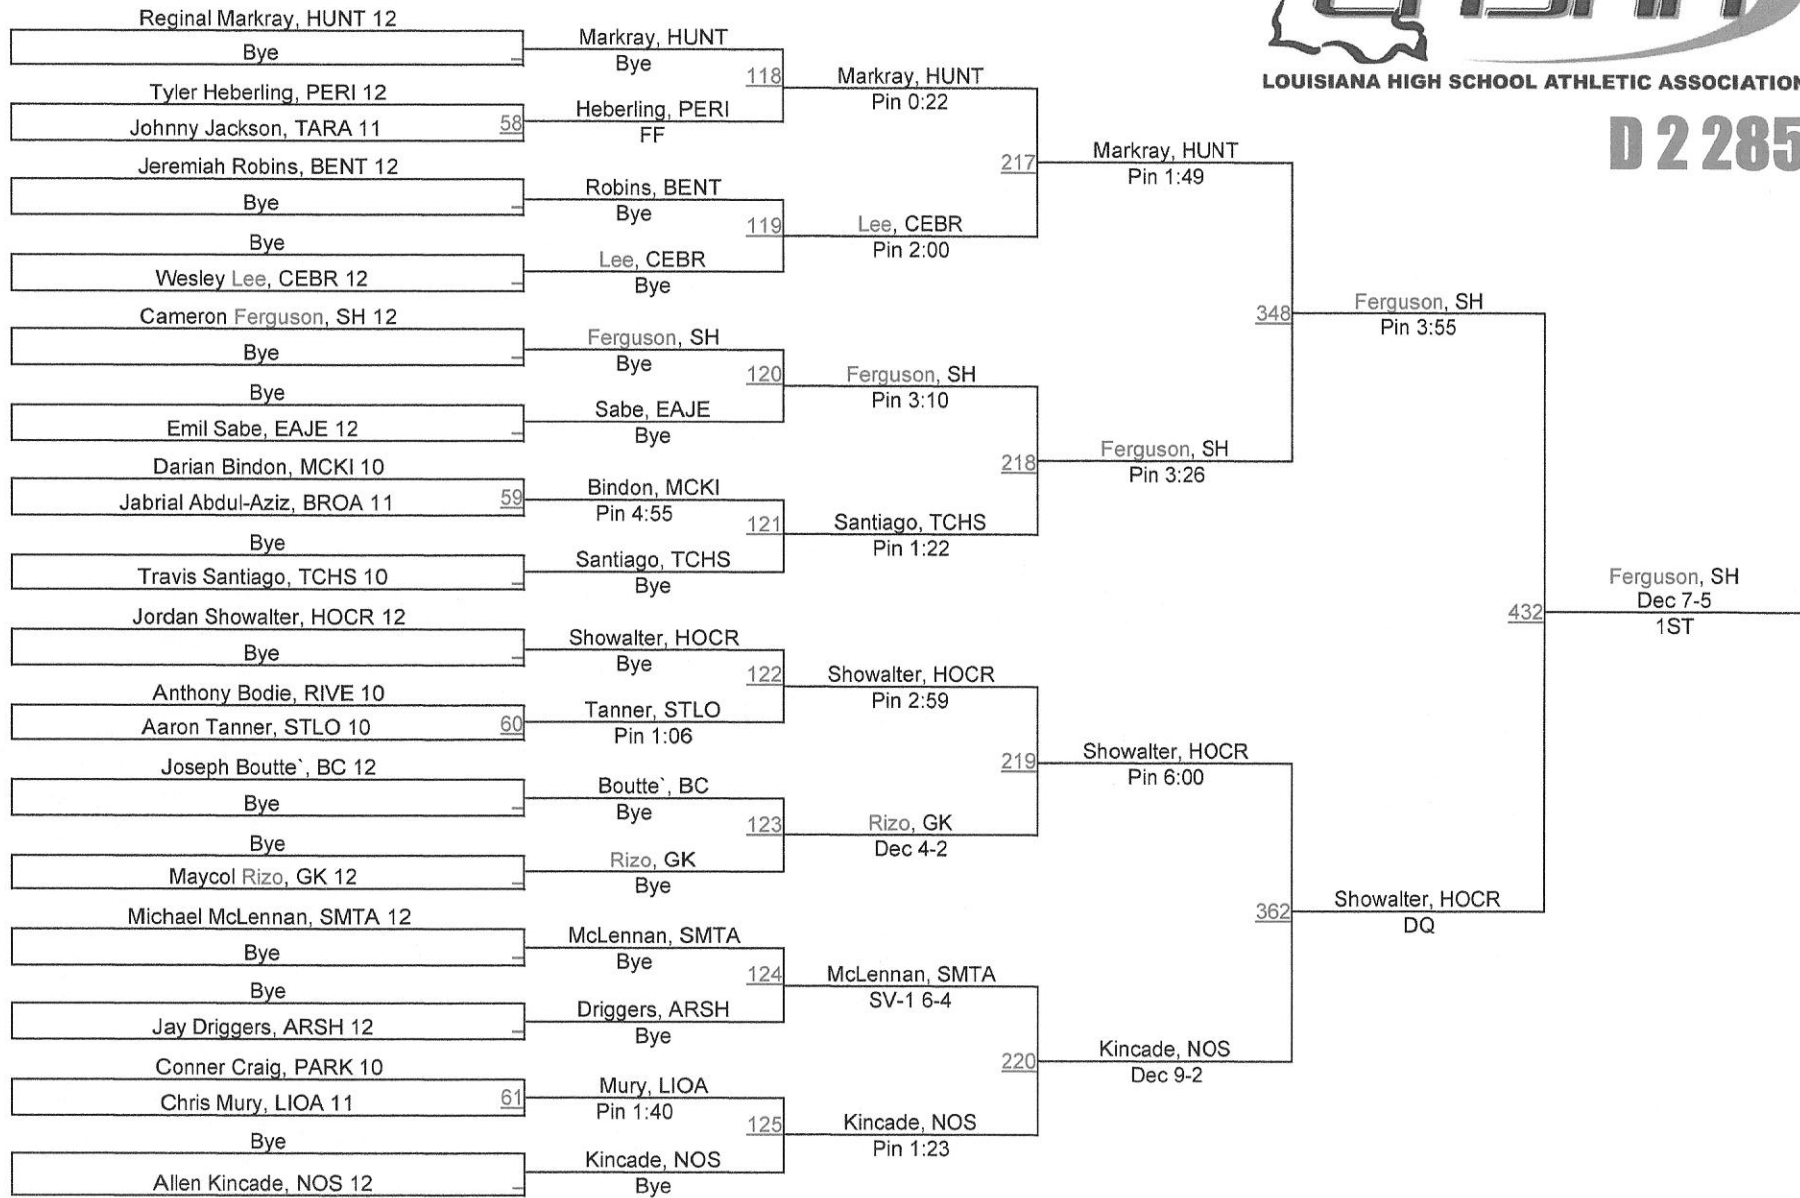 Reginal Markray, HUNT 12
Bye
Tyler Heberling, PERI 12
Johnny Jackson, TARA 11
58
Jeremiah Robins, BENT 12
Bye
Bye
Wesley Lee, CEBR 12
Cameron Ferguson, SH 12
Bye
Bye
Emil Sabe, EAJE 12
Darian Bindon, MCKI 10
Jabrial Abdul-Aziz, BROA 11
59
Bye
Travis Santiago, TCHS 10
Jordan Showalter, HOCR 12
Bye
Anthony Bodie, RIVE 10
Aaron Tanner, STLO 10
60
Joseph Boutte`, BC 12
Bye
Bye
Maycol Rizo, GK 12
Michael McLennan, SMTA 12
Bye
Bye
Jay Driggers, ARSH 12
Conner Craig, PARK 10
Chris Mury, LIOA 11
61
Bye
Allen Kincade, NOS 12
Markray, HUNT
Bye
118
Heberling, PERI
FF
Robins, BENT
Bye
119
Lee, CEBR
Bye
Ferguson, SH
Bye
120
Sabe, EAJE
Bye
Bindon, MCKI
Pin 4:55
121
Santiago, TCHS
Bye
Showalter, HOCR
Bye
122
Tanner, STLO
Pin 1:06
Boutte`, BC
Bye
123
Rizo, GK
Bye
McLennan, SMTA
Bye
124
Driggers, ARSH
Bye
Mury, LIOA
Pin 1:40
125
Kincade, NOS
Bye
Markray, HUNT
Pin 0:22
217
Lee, CEBR
Pin 2:00
Ferguson, SH
Pin 3:10
218
Santiago, TCHS
Pin 1:22
Showalter, HOCR
Pin 2:59
219
Rizo, GK
Dec 4-2
McLennan, SMTA
SV-1 6-4
220
Kincade, NOS
Pin 1:23
Markray, HUNT
Pin 1:49
348
Ferguson, SH
Pin 3:26
Showalter, HOCR
Pin 6:00
362
Kincade, NOS
Dec 9-2
Ferguson, SH
Pin 3:55
432
Showalter, HOCR
DQ
Ferguson, SH
Dec 7-5
1ST
LHSAA
LOUISIANA HIGH SCHOOL ATHLETIC ASSOCIATION
D 2 285